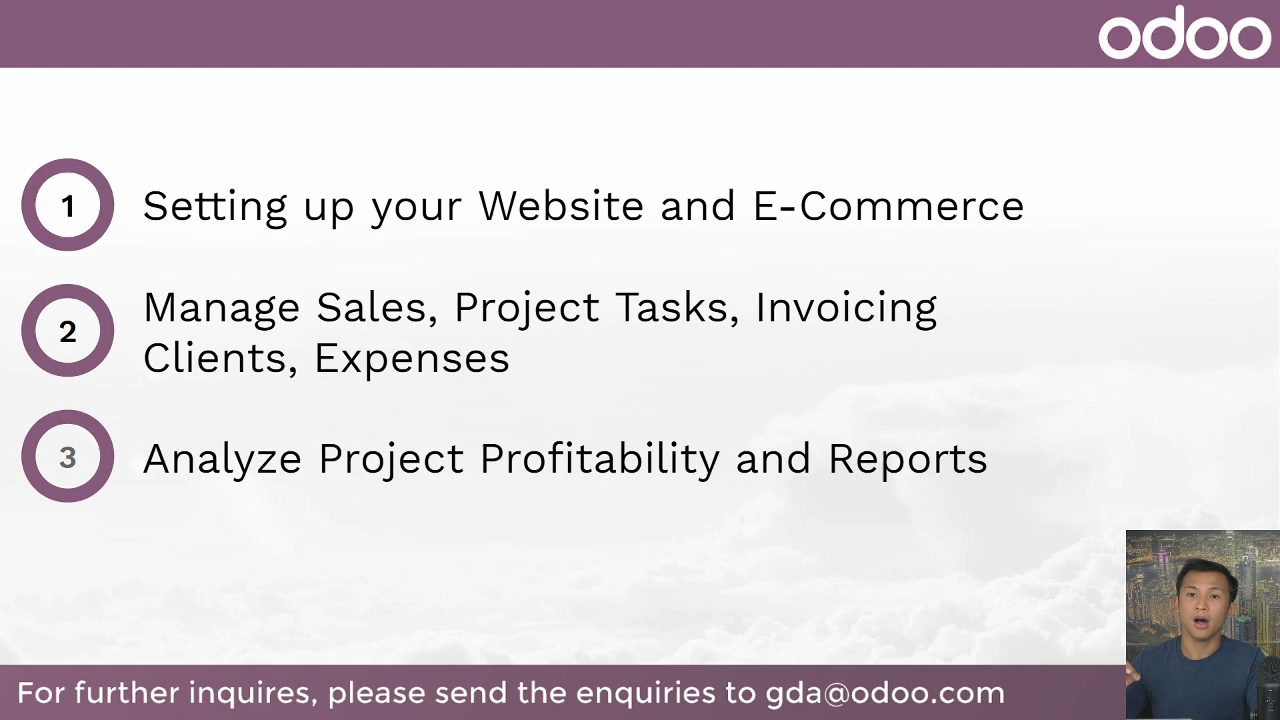 odoo
1
Setting up your Website and E-Commerce
2
Manage Sales, Project Tasks, Invoicing
Clients, Expenses
3
Analyze Project Profitability and Reports
For further inquires, please send the enquiries to gda@odoo.com